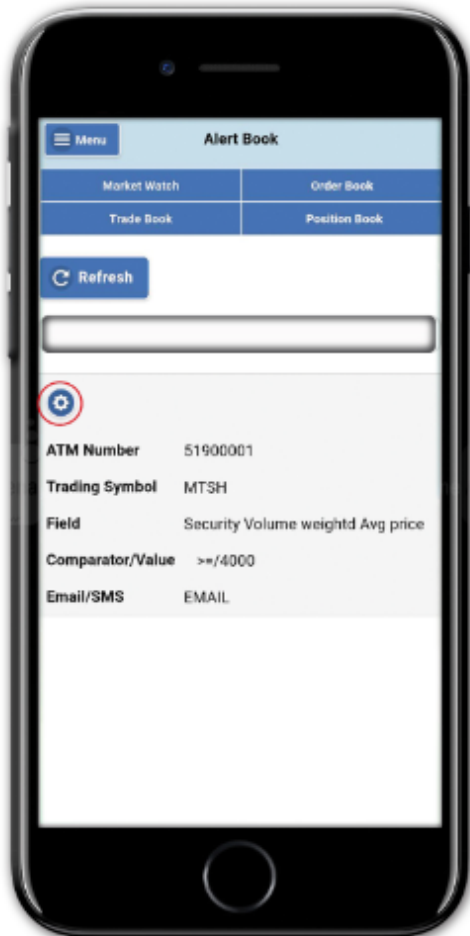 Menu
Alert Book
Market Watch
Order Book
Trade Book
Position Book
Refresh
ATM Number 51900001
Trading Symbol MTSH
Field Security Volume weightd Avg price
Comparator/Value >=/4000
Email/SMS EMAIL